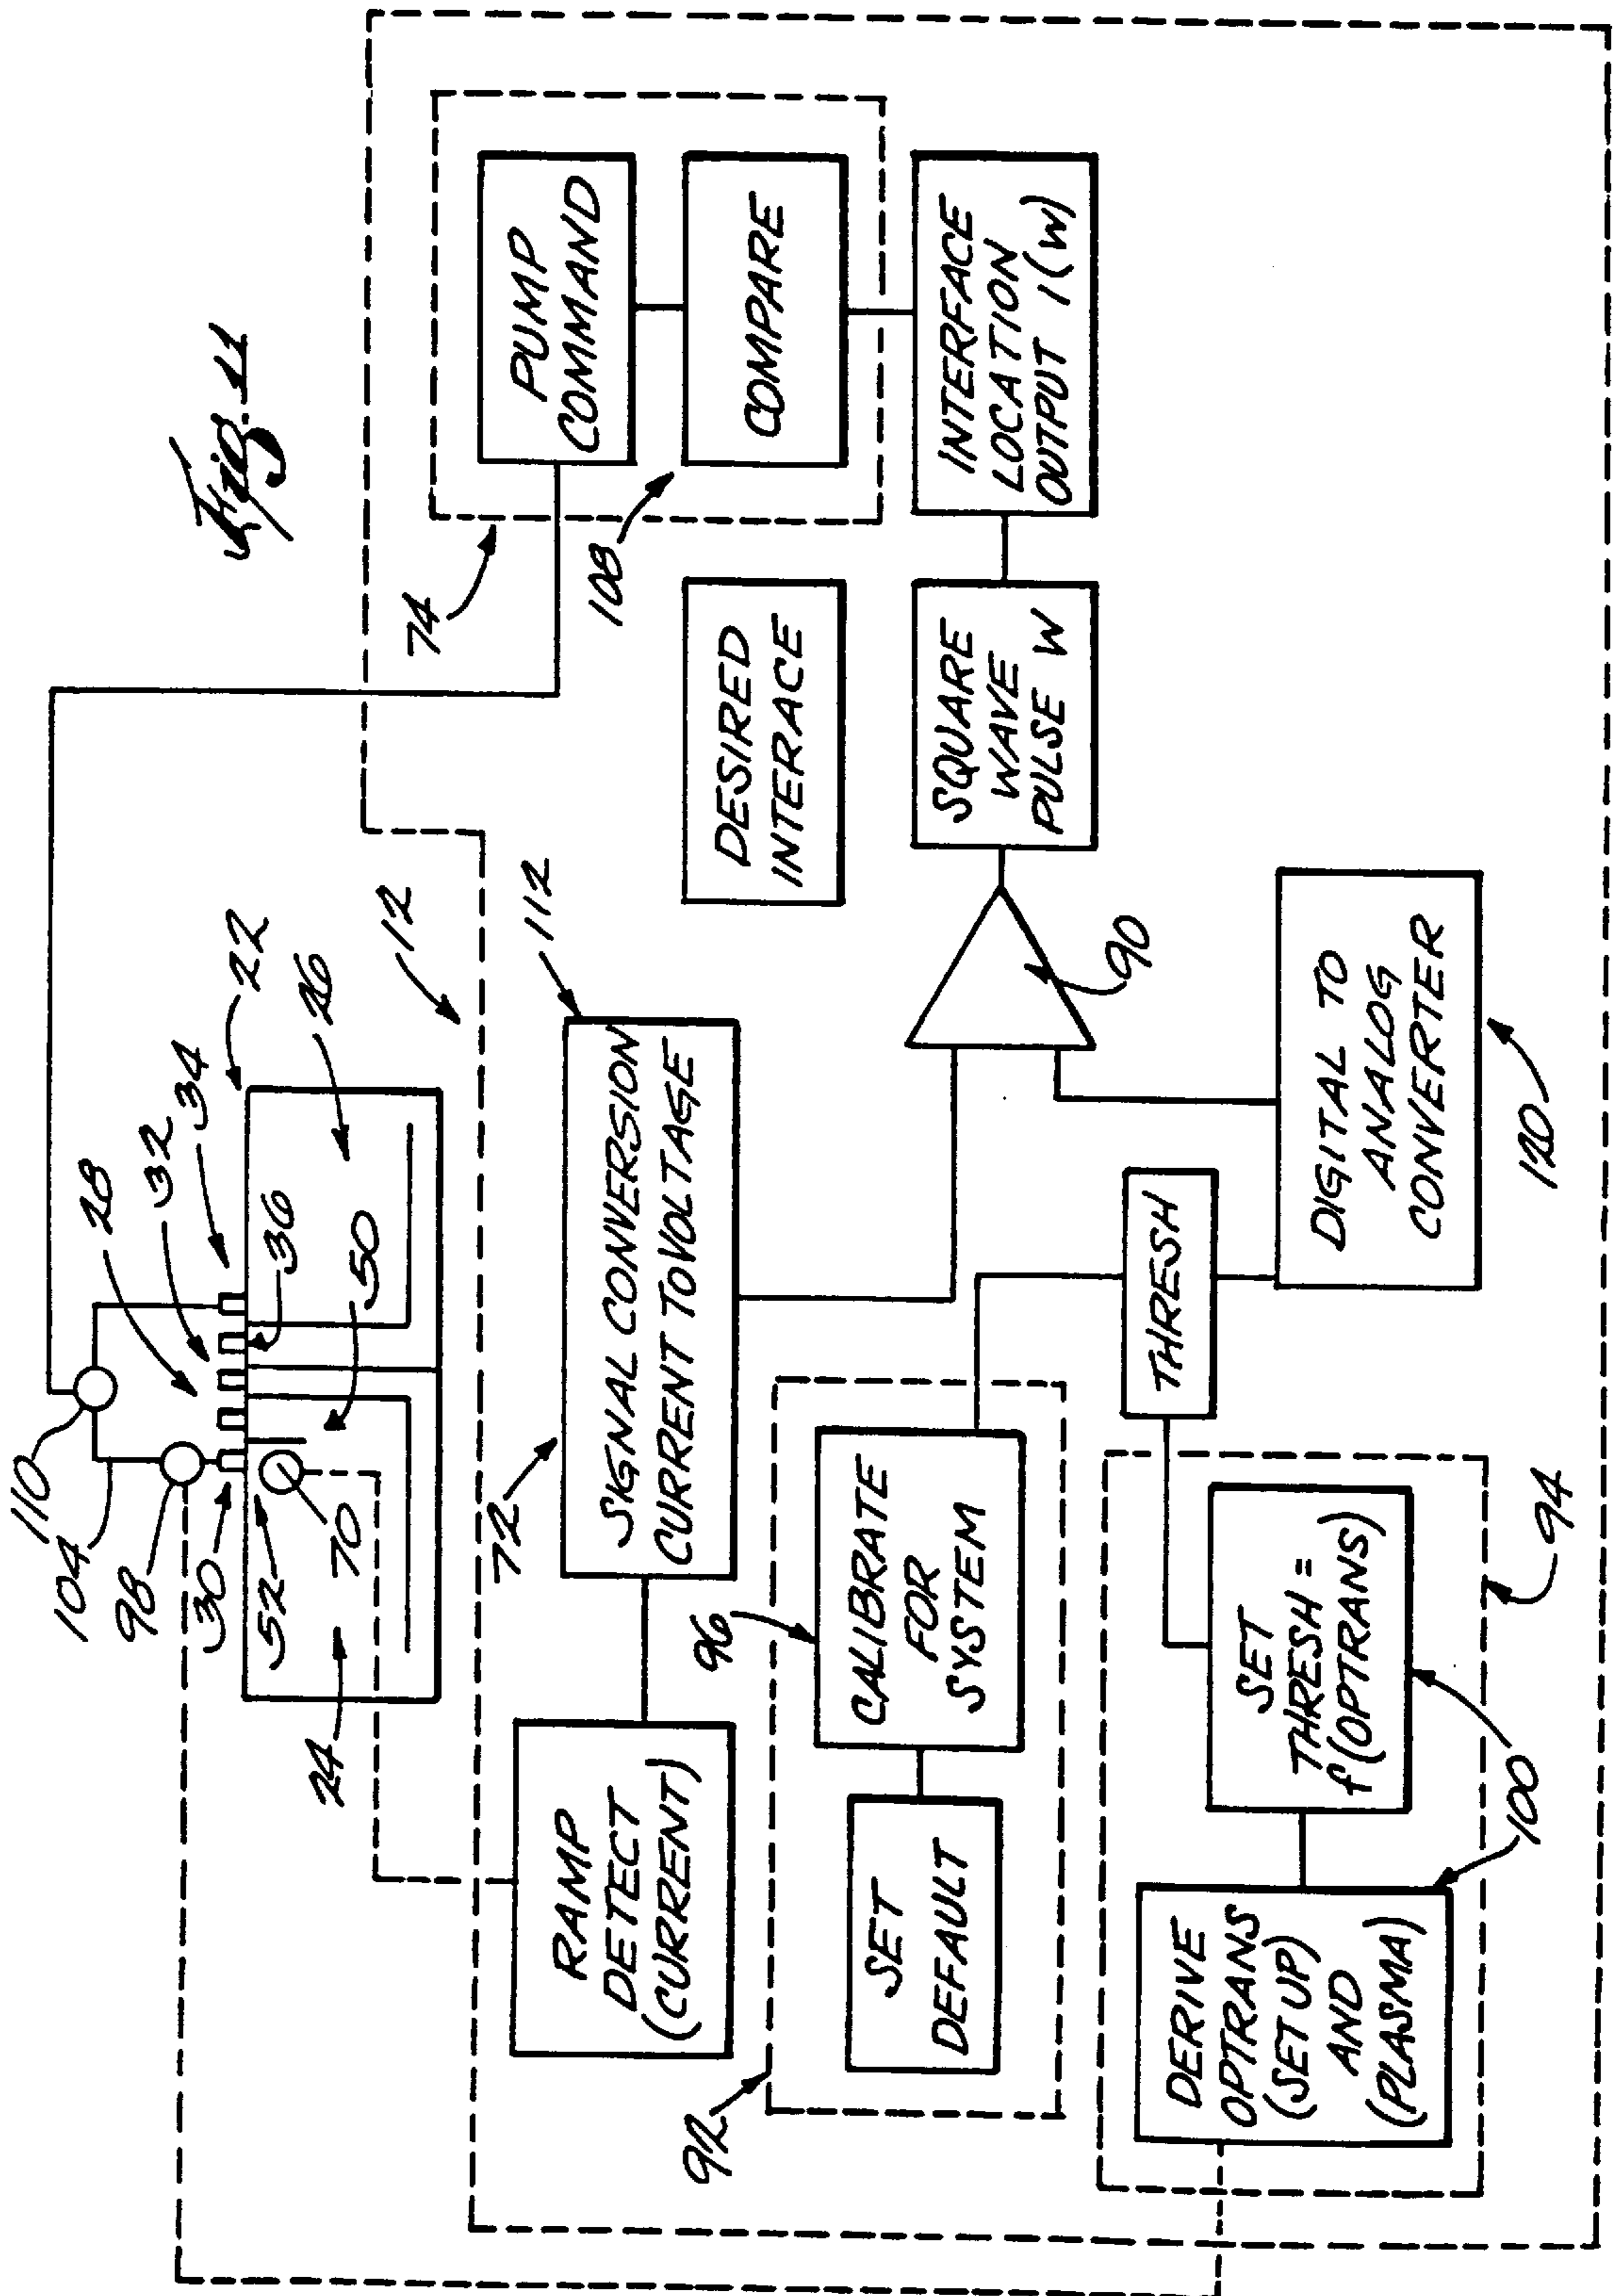 Fig. 11
110
104
98
30
52
70
24
28
32
34
22
36
50
26
12
RAMP
DETECT
(CURRENT)
72
SIGNAL CONVERSION
CURRENT TO VOLTAGE
112
74
PUMP
COMMAND
108
COMPARE
DESIRED
INTERACE
92
SET
DEFAULT
96
CALIBRATE
FOR
SYSTEM
90
SQUARE
WAVE
PULSE W
INTERFACE
LOCATION
OUTPUT 1(W)
THRESH
DERIVE
OPTRANS
(SET UP)
AND
(PLASMA)
SET
THRESH =
f(OPTRANS)
100
94
DIGITAL TO
ANALOG
CONVERTER
120